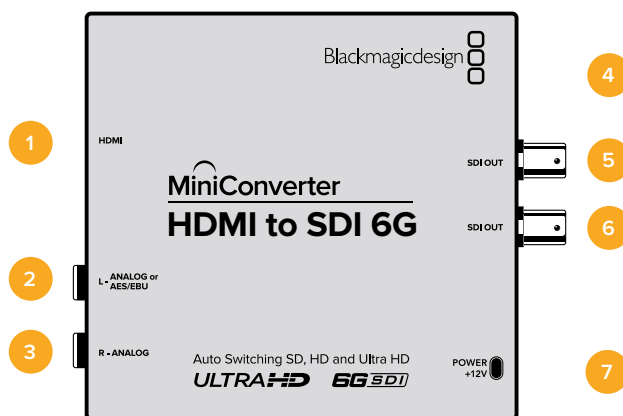 Blackmagicdesign
4
1
HDMI
SDI OUT
5
MiniConverter
HDMI to SDI 6G
SDI OUT
6
2
L - ANALOG or
AES/EBU
3
R - ANALOG
Auto Switching SD, HD and Ultra HD
ULTRA HD 6G SDI
POWER
+12V
7